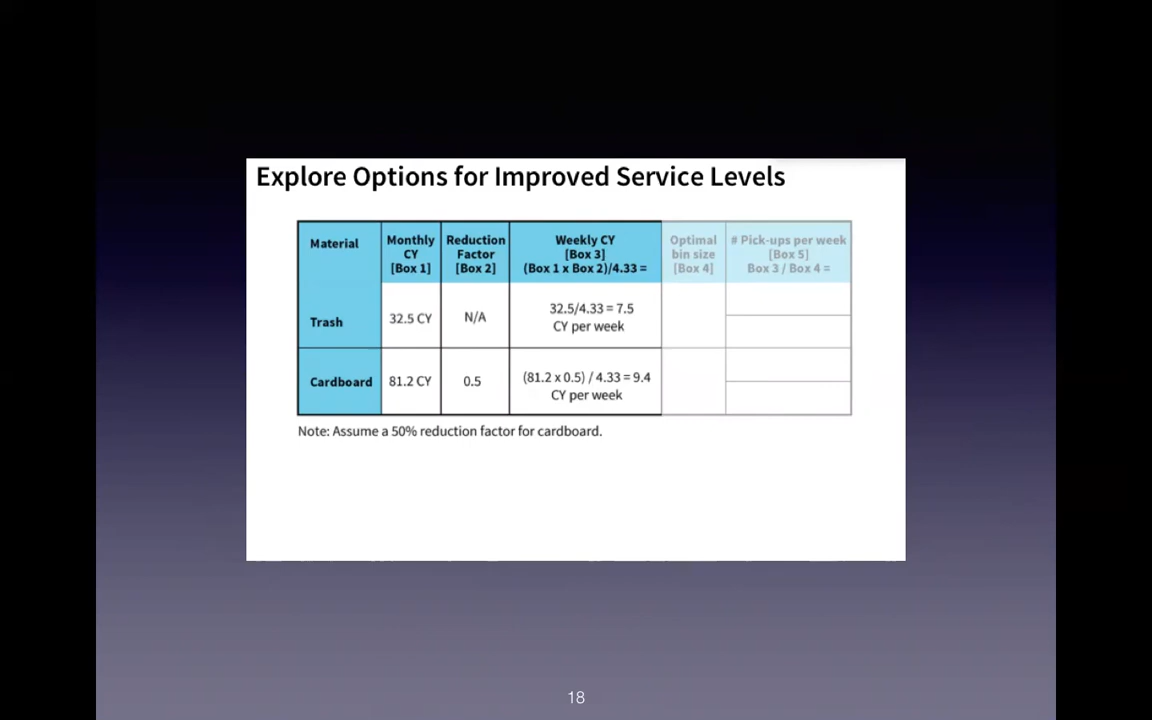 Explore Options for Improved Service Levels
Material
Monthly
CY
[Box 1]
Reduction
Factor
[Box 2]
Weekly CY
[Box 3]
(Box 1 x Box 2)/4.33 =
Optimal
bin size
[Box 4]
# Pick-ups per week
[Box 5]
Box 3 / Box 4 =
Trash
32.5 CY
N/A
32.5/4.33 = 7.5
CY per week
Cardboard
81.2 CY
0.5
(81.2 x 0.5) / 4.33 = 9.4
CY per week
Note: Assume a 50% reduction factor for cardboard.
18